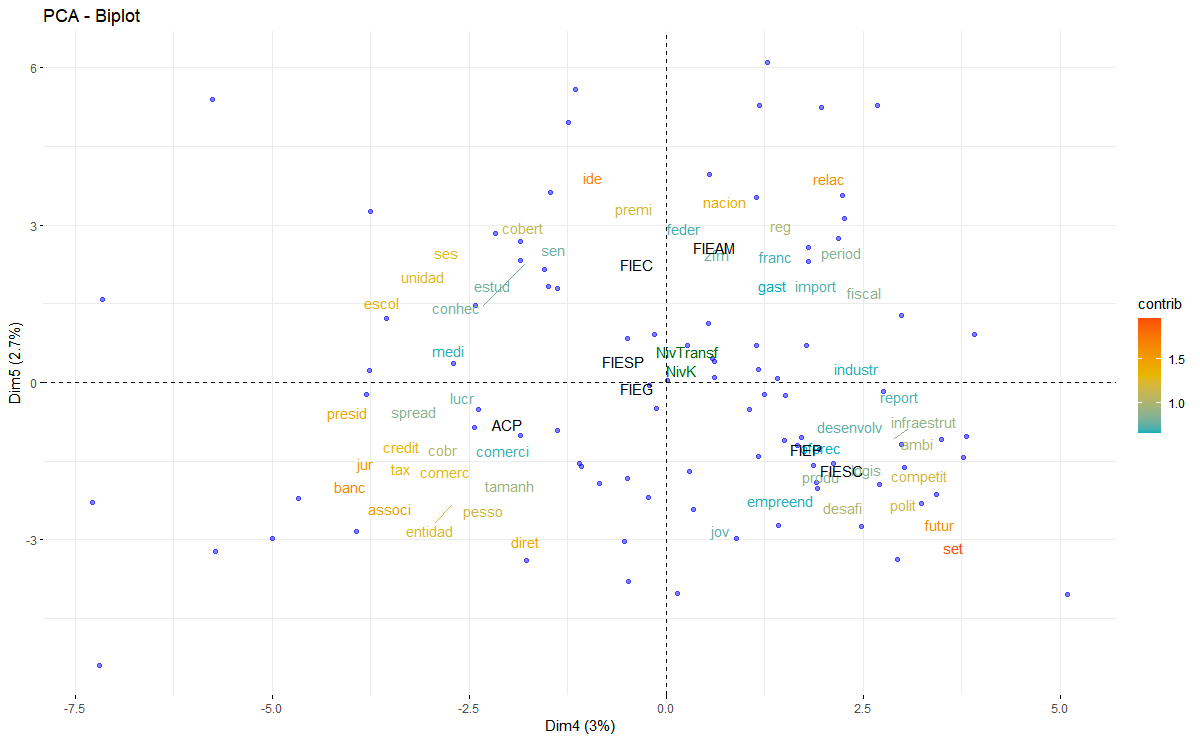 PCA - Biplot
6
ide
relac
premi
nacion
3
cobert
feder
reg
ses
sen
FIEAM
zfm
franc
period
FIEC
unidad
estud
gast
import
fiscal
contrib
escol
conhec
1.5
medi
NivTransf
FIESP
NivK
industr
1.0
Dim5 (2.7%)
0
FIEG
lucr
report
presid
spread
ACP
desenvolv
infraestrut
credit
cobr
comerci
FIEP
ambi
jur
tax
comerc
FIESC
produ
competit
banc
tamanh
associ
pesso
empreend
desafi
polit
entidad
jov
futur
-3
diret
set
-7.5
-5.0
-2.5
0.0
2.5
5.0
Dim4 (3%)